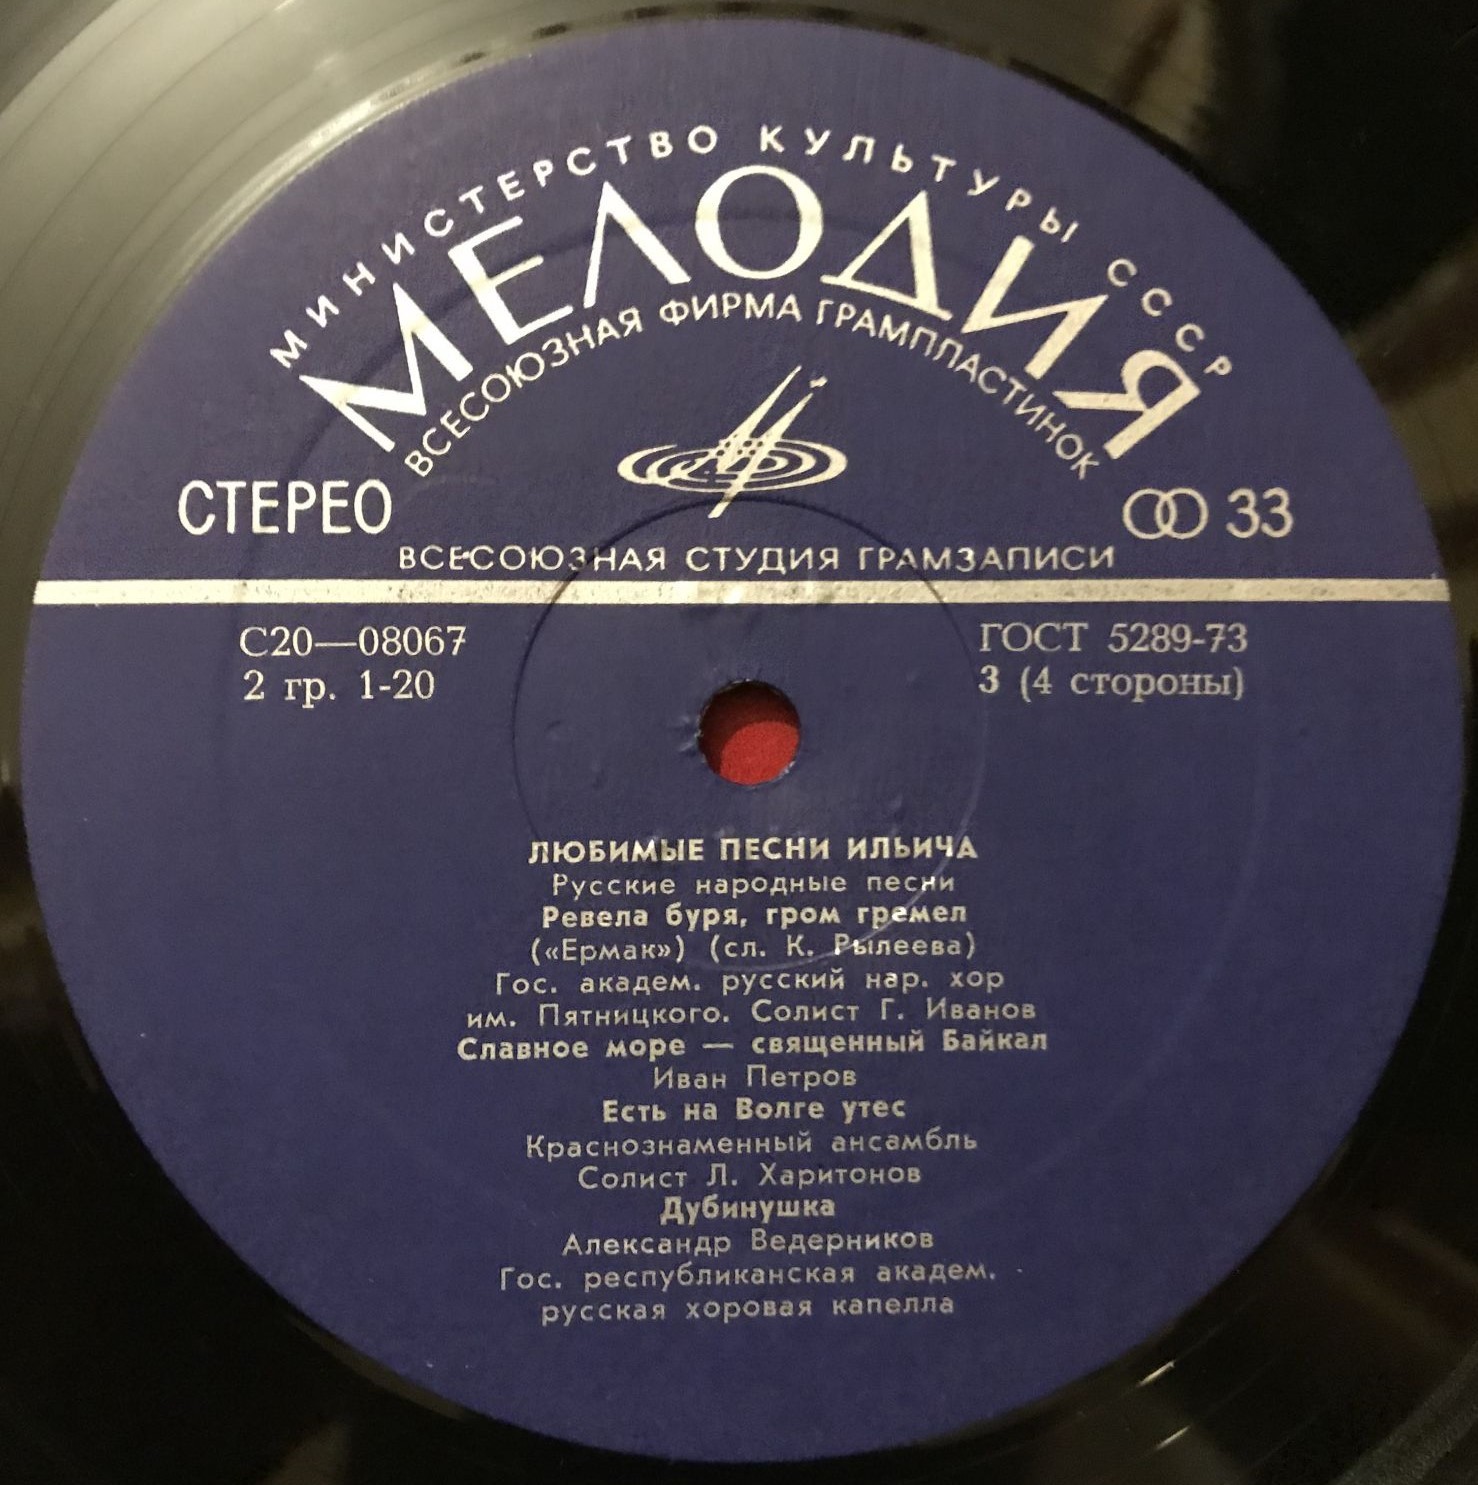 МИНИСТЕРСТВО КУЛЬТУРЫ СССР
МЕЛОДИЯ
ВСЕСОЮЗНАЯ ФИРМА ГРАМПЛАСТИНОК
СТЕРЕО
33
ВСЕСОЮЗНАЯ СТУДИЯ ГРАМЗАПИСИ
С20—08067
ГОСТ 5289-73
2 гр. 1-20
3 (4 стороны)
ЛЮБИМЫЕ ПЕСНИ ИЛЬИЧА
Русские народные песни
Ревела буря, гром гремел
(«Ермак») (сл. К. Рылеева)
Гос. академ. русский нар. хор
им. Пятницкого. Солист Г. Иванов
Славное море — священный Байкал
Иван Петров
Есть на Волге утес
Краснознаменный ансамбль
Солист Л. Харитонов
Дубинушка
Александр Ведерников
Гос. республиканская академ.
русская хоровая капелла